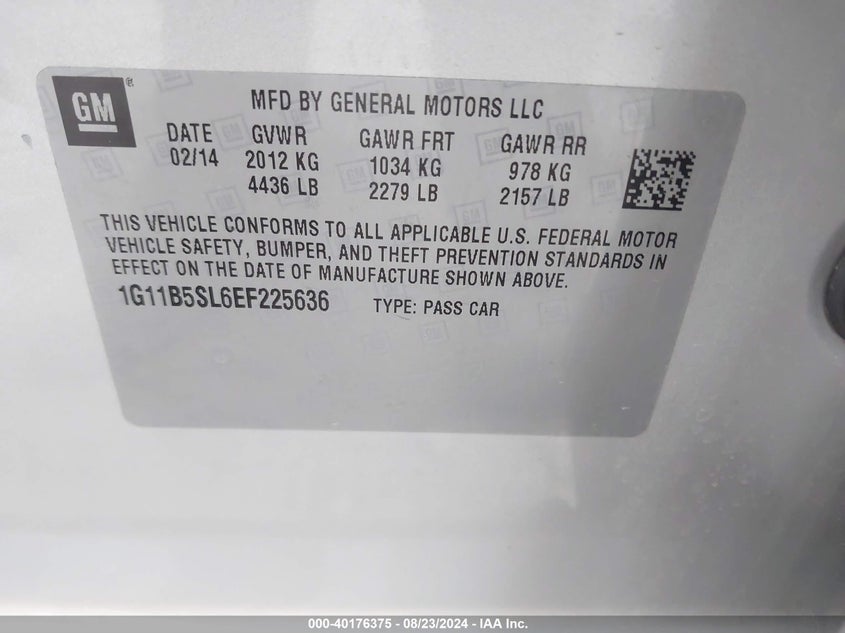 GM
MFD BY GENERAL MOTORS LLC
DATE GVWR GAWR FRT GAWR RR
02/14 2012 KG 1034 KG 978 KG
4436 LB 2279 LB 2157 LB
THIS VEHICLE CONFORMS TO ALL APPLICABLE U.S. FEDERAL MOTOR
VEHICLE SAFETY, BUMPER, AND THEFT PREVENTION STANDARDS IN
EFFECT ON THE DATE OF MANUFACTURE SHOWN ABOVE.
1G11B5SL6EF225636 TYPE: PASS CAR
000-40176375 - 08/23/2024 - IAA Inc.